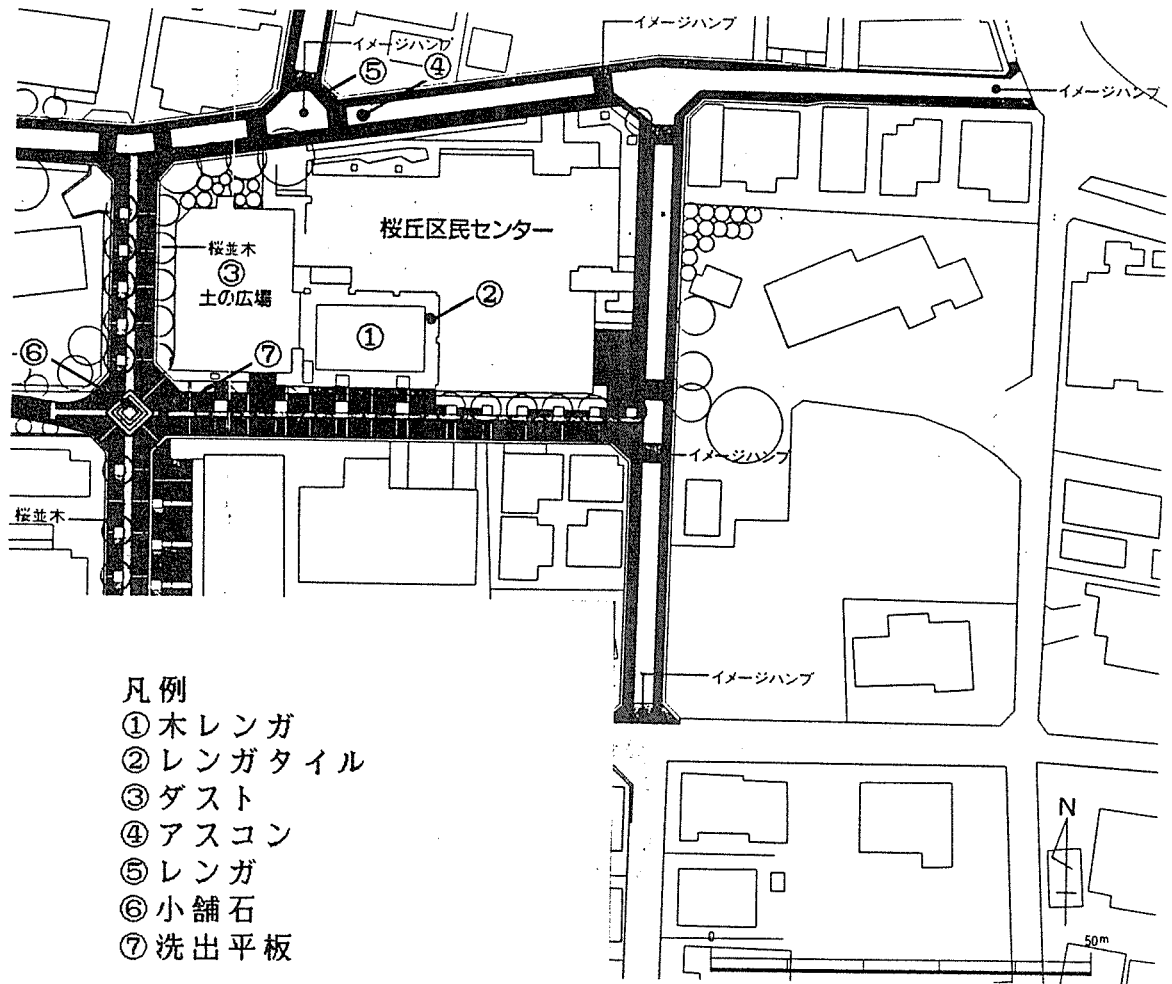 イメージハンプ
イメージハンプ
⑤
④
イメージハンプ
桜丘区民センター
桜並木
③
土の広場
②
①
⑥
⑦
イメージハンプ
桜並木
イメージハンプ
凡例
①木レンガ
②レンガタイル
③ダスト
④アスコン
⑤レンガ
⑥小舗石
⑦洗出平板
N
0
50m